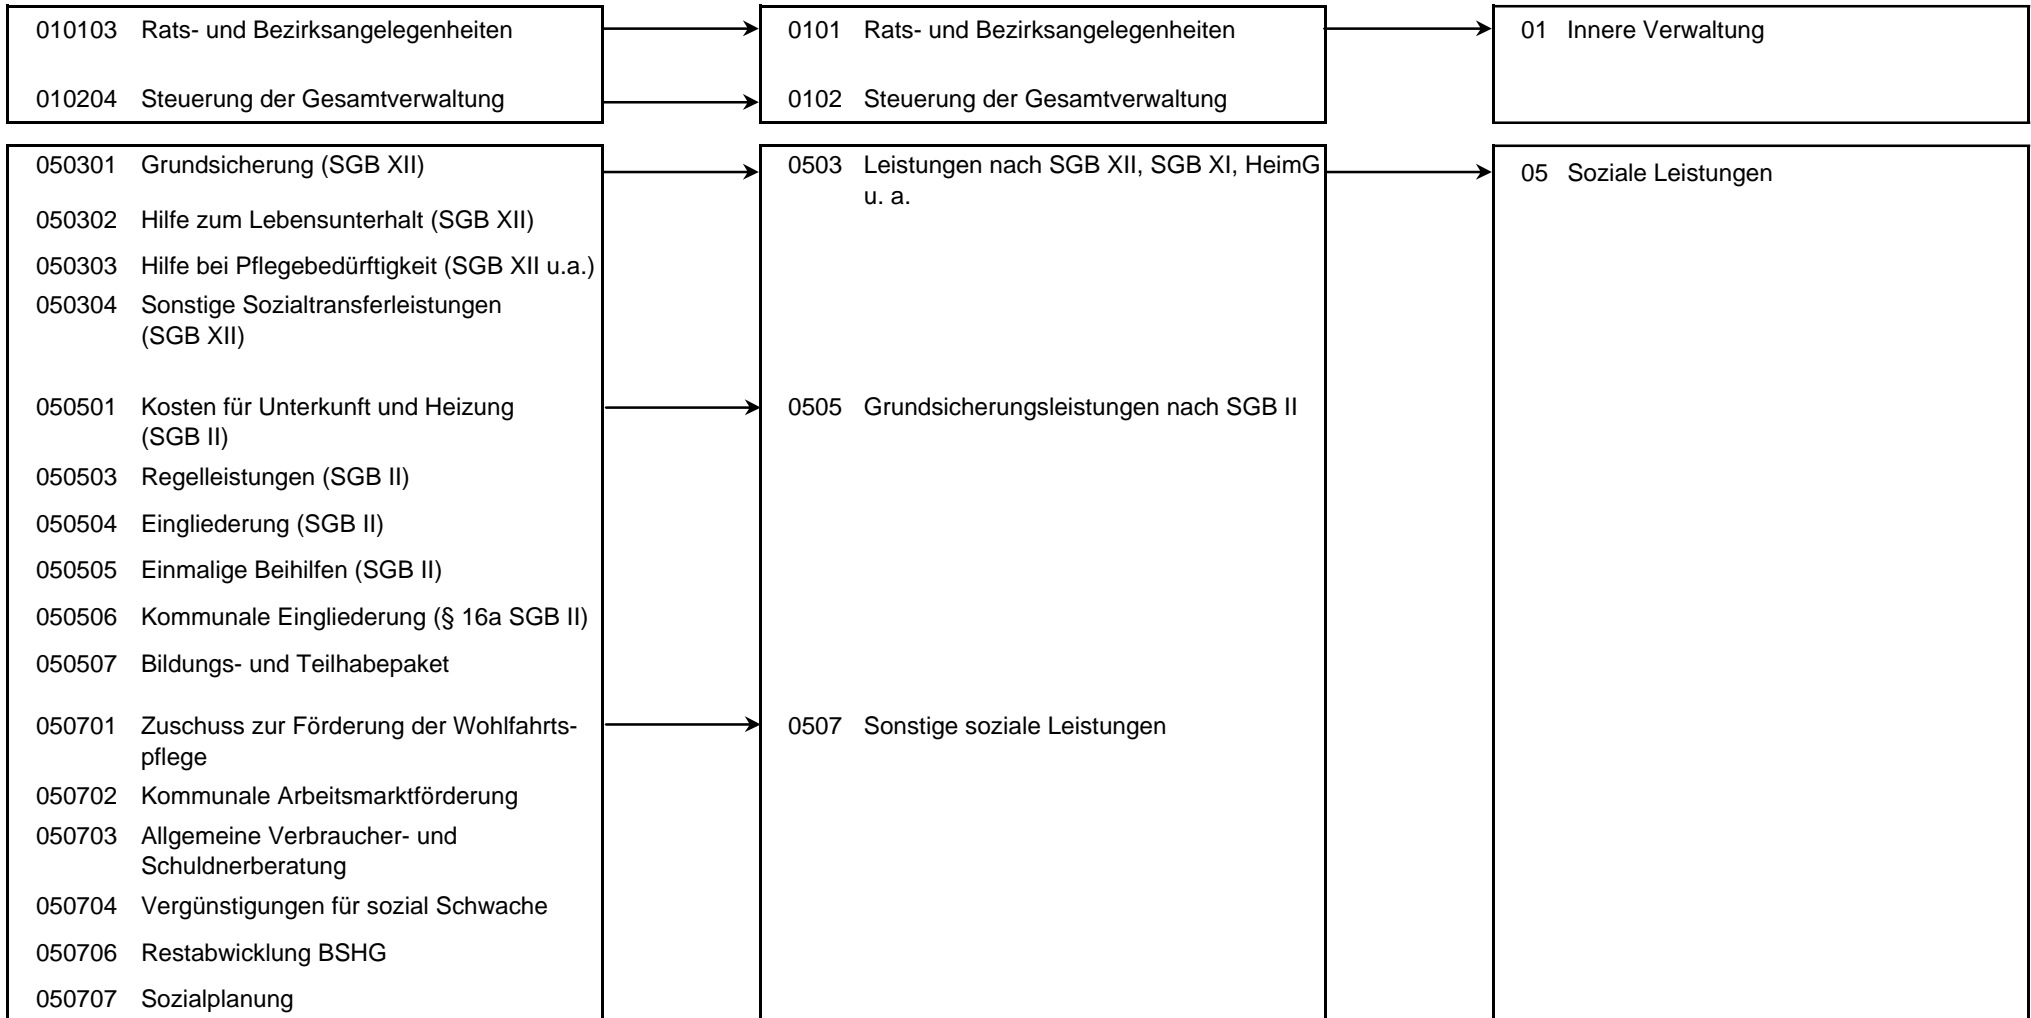 010103 Rats- und Bezirksangelegenheiten 0101 Rats- und Bezirksangelegenheiten 01 Innere Verwaltung
010204 Steuerung der Gesamtverwaltung 0102 Steuerung der Gesamtverwaltung
050301 Grundsicherung (SGB XII) 0503 Leistungen nach SGB XII, SGB XI, HeimG 05 Soziale Leistungen
u. a.
050302 Hilfe zum Lebensunterhalt (SGB XII)
050303 Hilfe bei Pflegebedürftigkeit (SGB XII u.a.)
050304 Sonstige Sozialtransferleistungen
(SGB XII)
050501 Kosten für Unterkunft und Heizung 0505 Grundsicherungsleistungen nach SGB II
(SGB II)
050503 Regelleistungen (SGB II)
050504 Eingliederung (SGB II)
050505 Einmalige Beihilfen (SGB II)
050506 Kommunale Eingliederung (§ 16a SGB II)
050507 Bildungs- und Teilhabepaket
050701 Zuschuss zur Förderung der Wohlfahrts- 0507 Sonstige soziale Leistungen
pflege
050702 Kommunale Arbeitsmarktförderung
050703 Allgemeine Verbraucher- und
Schuldnerberatung
050704 Vergünstigungen für sozial Schwache
050706 Restabwicklung BSHG
050707 Sozialplanung